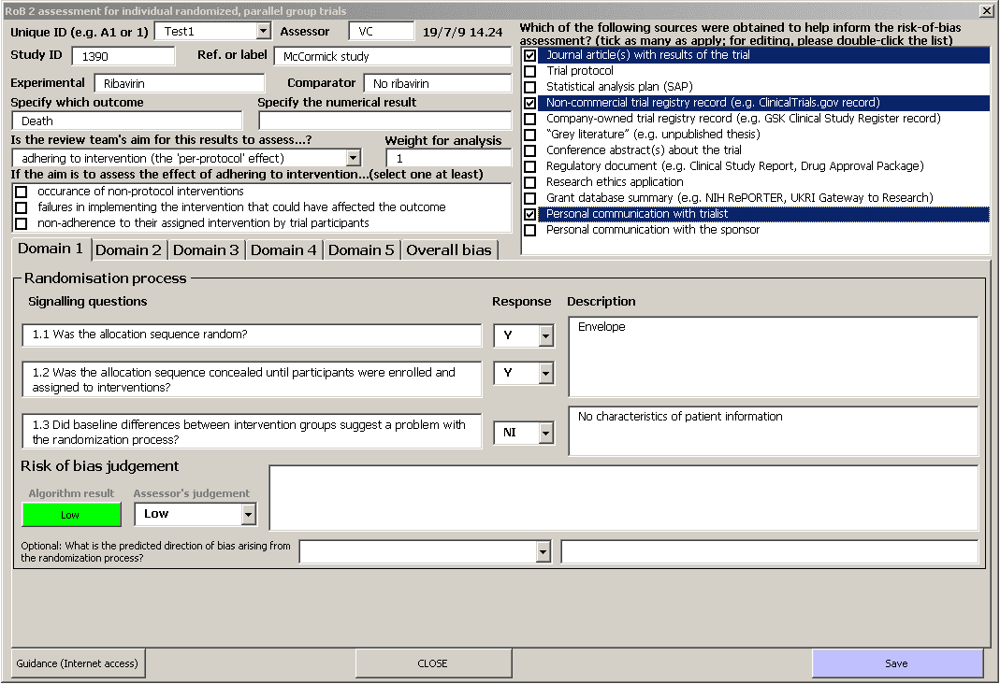 RoB 2 assessment for individual randomized, parallel group trials
Unique ID (e.g. A1 or 1) Test1 Assessor VC 19/7/9 14.24
Study ID 1390 Ref. or label McCormick study
Experimental Ribavirin Comparator No ribavirin
Specify which outcome Specify the numerical result
Death
Is the review team's aim for this results to assess...? Weight for analysis
adhering to intervention (the 'per-protocol' effect) 1
If the aim is to assess the effect of adhering to intervention...(select one at least)
occurance of non-protocol interventions
failures in implementing the intervention that could have affected the outcome
non-adherence to their assigned intervention by trial participants
Which of the following sources were obtained to help inform the risk-of-bias
assessment? (tick as many as apply; for editing, please double-click the list)
Journal article(s) with results of the trial
Trial protocol
Statistical analysis plan (SAP)
Non-commercial trial registry record (e.g. ClinicalTrials.gov record)
Company-owned trial registry record (e.g. GSK Clinical Study Register record)
“Grey literature” (e.g. unpublished thesis)
Conference abstract(s) about the trial
Regulatory document (e.g. Clinical Study Report, Drug Approval Package)
Research ethics application
Grant database summary (e.g. NIH RePORTER, UKRI Gateway to Research)
Personal communication with trialist
Personal communication with the sponsor
Domain 1 Domain 2 Domain 3 Domain 4 Domain 5 Overall bias
Randomisation process
Signalling questions Response Description
1.1 Was the allocation sequence random? Y Envelope
1.2 Was the allocation sequence concealed until participants were enrolled and
assigned to interventions? Y
1.3 Did baseline differences between intervention groups suggest a problem with
the randomization process? NI No characteristics of patient information
Risk of bias judgement
Algorithm result Assessor's judgement
Low Low
Optional: What is the predicted direction of bias arising from
the randomization process?
Guidance (Internet access) CLOSE Save